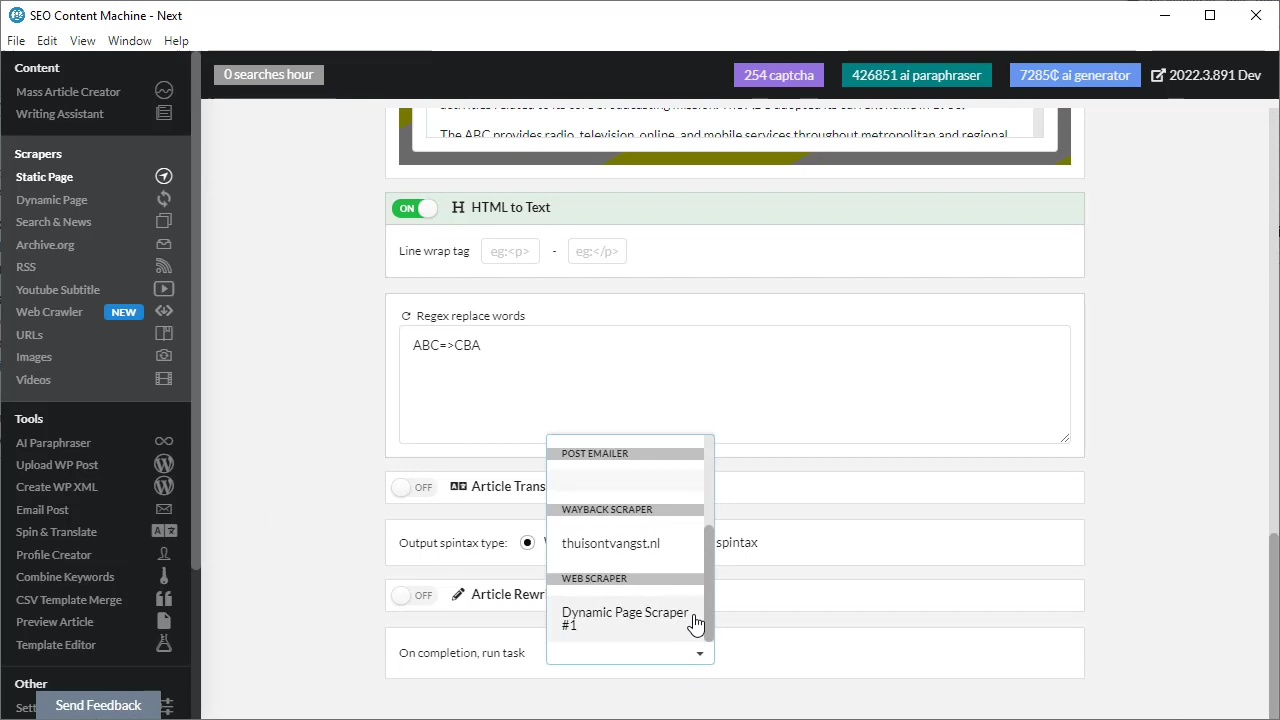 SEO Content Machine - Next
File Edit View Window Help
Content
Mass Article Creator
Writing Assistant
Scrapers
Static Page
Dynamic Page
Search & News
Archive.org
RSS
Youtube Subtitle
Web Crawler NEW
URLs
Images
Videos
Tools
AI Paraphraser
Upload WP Post
Create WP XML
Email Post
Spin & Translate
Profile Creator
Combine Keywords
CSV Template Merge
Preview Article
Template Editor
Other
Send Feedback
0 searches hour
254 captcha
426851 ai paraphraser
7285₵ ai generator
2022.3.891 Dev
The ABC provides radio, television, online, and mobile services throughout metropolitan and regional
ON H HTML to Text
Line wrap tag eg:<p> - eg:</p>
Regex replace words
ABC=>CBA
POST EMAILER
WAYBACK SCRAPER
thuisontvangst.nl
WEB SCRAPER
Dynamic Page Scraper
#1
OFF Article Trans
Output spintax type: spintax
OFF Article Rewr
On completion, run task